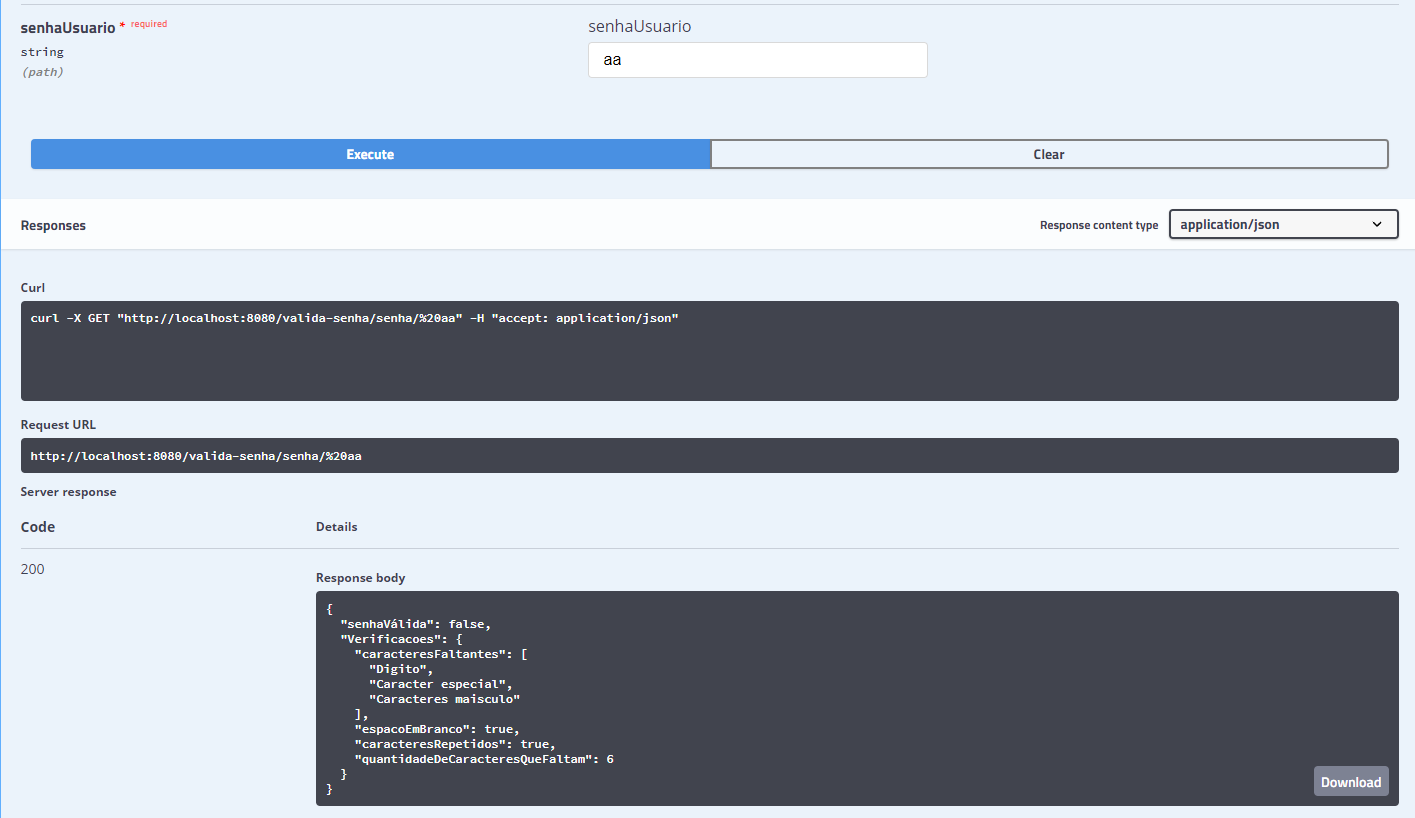 senhaUsuario * required
senhaUsuario
string
(path)
aa
Execute
Clear
Responses
Response content type
application/json
Curl
curl -X GET "http://localhost:8080/valida-senha/senha/%20aa" -H "accept: application/json"
Request URL
http://localhost:8080/valida-senha/senha/%20aa
Server response
Code
Details
200
Response body
{
  "senhaVálida": false,
  "Verificacoes": {
    "caracteresFaltantes": [
      "Digito",
      "Caracter especial",
      "Caracteres maisculo"
    ],
    "espacoEmBranco": true,
    "caracteresRepetidos": true,
    "quantidadeDeCaracteresQueFaltam": 6
  }
}
Download